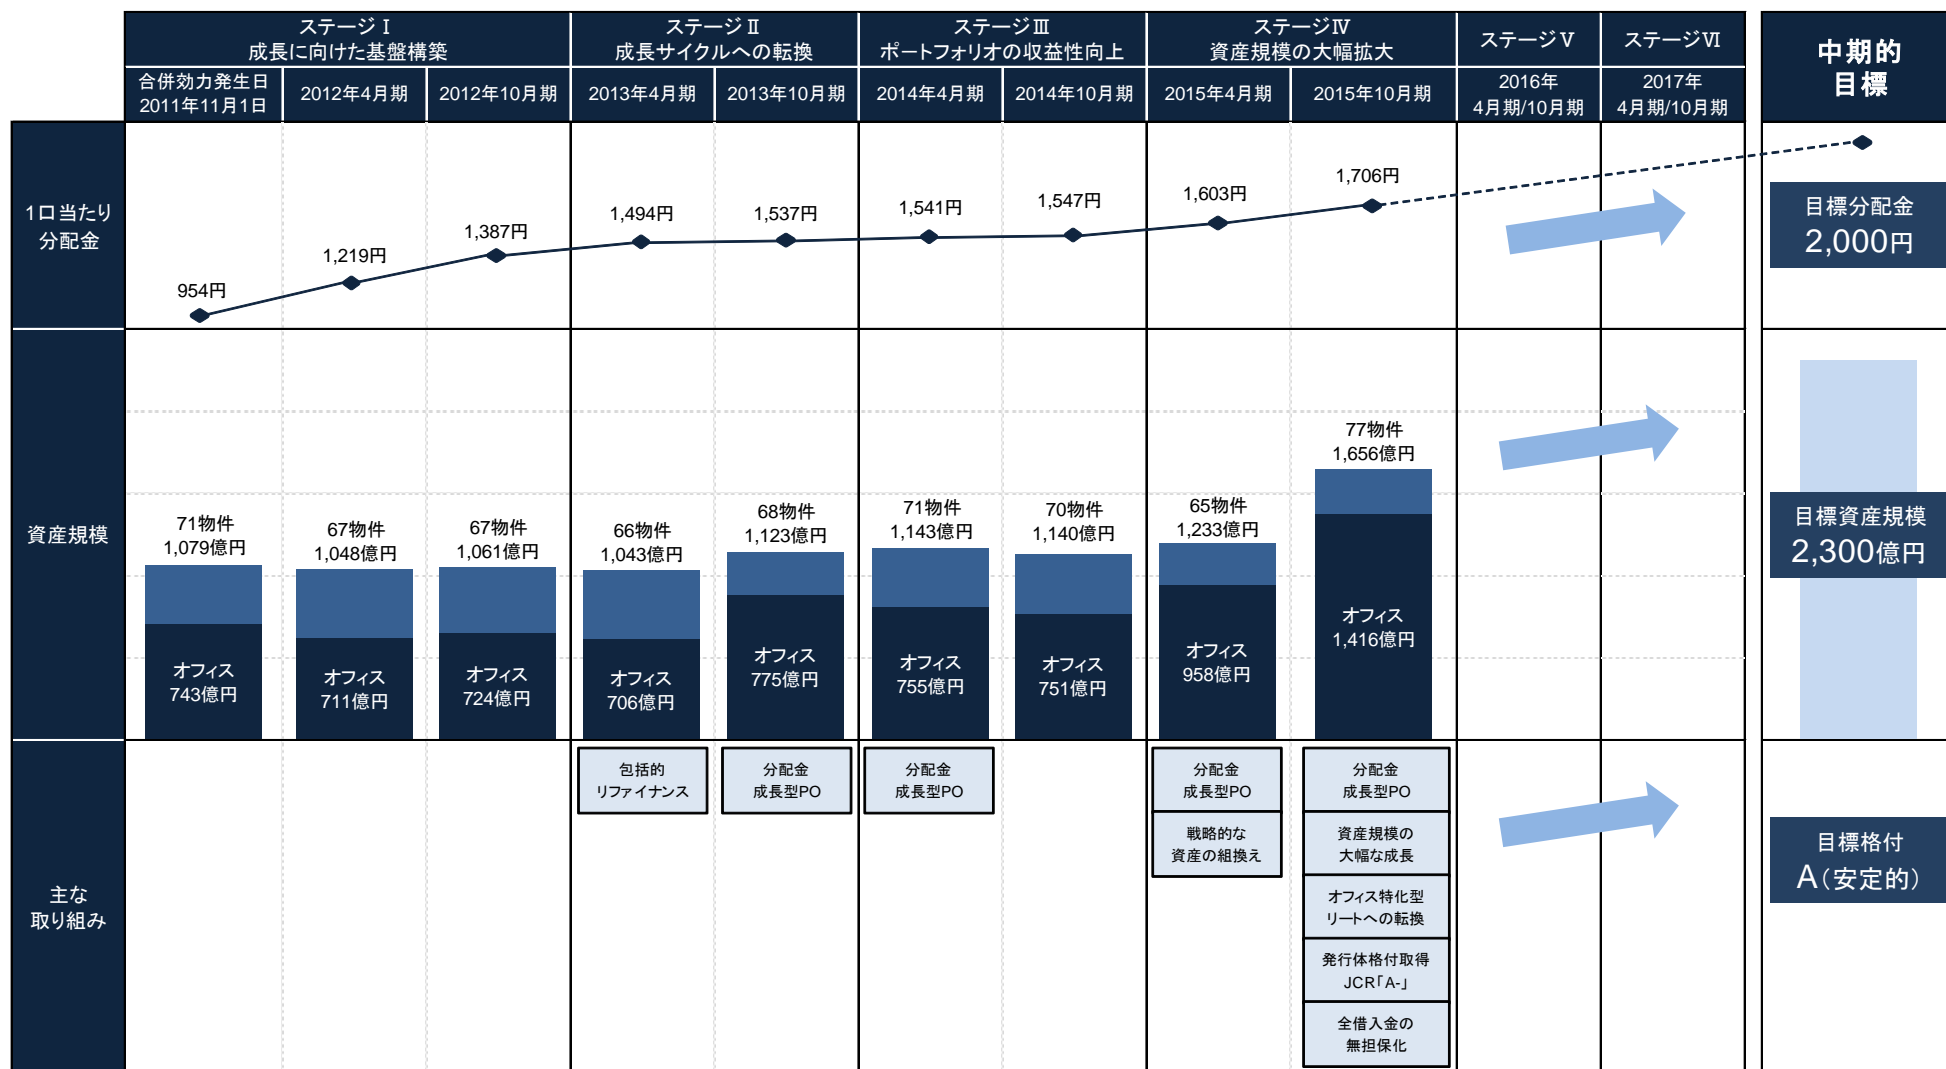 ステージⅠ
成長に向けた基盤構築
ステージⅡ
成長サイクルへの転換
ステージⅢ
ポートフォリオの収益性向上
ステージⅣ
資産規模の大幅拡大
ステージⅤ
ステージⅥ
中期的
目標
合併効力発生日
2011年11月1日
2012年4月期
2012年10月期
2013年4月期
2013年10月期
2014年4月期
2014年10月期
2015年4月期
2015年10月期
2016年
4月期/10月期
2017年
4月期/10月期
1口当たり
分配金
954円
1,219円
1,387円
1,494円
1,537円
1,541円
1,547円
1,603円
1,706円
目標分配金
2,000円
資産規模
71物件
1,079億円
オフィス
743億円
67物件
1,048億円
オフィス
711億円
67物件
1,061億円
オフィス
724億円
66物件
1,043億円
オフィス
706億円
68物件
1,123億円
オフィス
775億円
71物件
1,143億円
オフィス
755億円
70物件
1,140億円
オフィス
751億円
65物件
1,233億円
オフィス
958億円
77物件
1,656億円
オフィス
1,416億円
目標資産規模
2,300億円
主な
取り組み
包括的
リファイナンス
分配金
成長型PO
分配金
成長型PO
分配金
成長型PO
戦略的な
資産の組換え
分配金
成長型PO
資産規模の
大幅な成長
オフィス特化型
リートへの転換
発行体格付取得
JCR「A-」
全借入金の
無担保化
目標格付
A（安定的）